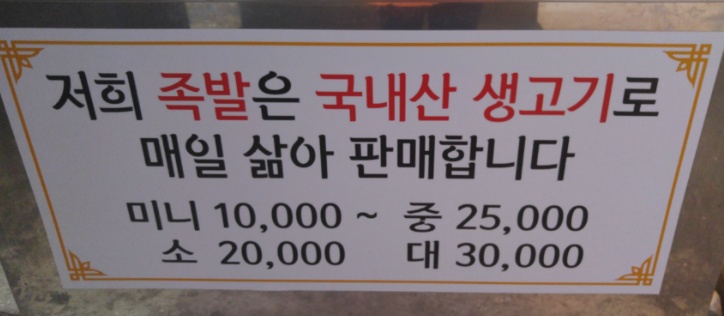 저희 족발은 국내산 생고기로
매일 삶아 판매합니다
미니 10,000 ~ 중 25,000
소 20,000 대 30,000